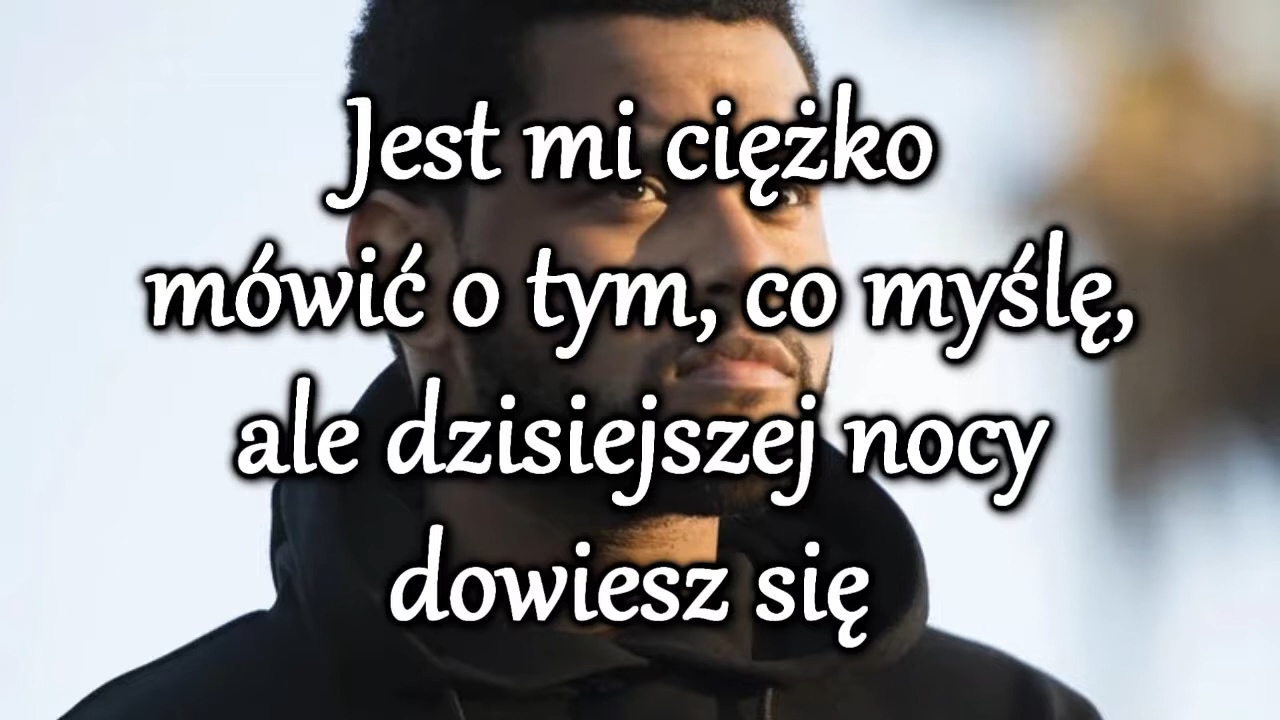 Jest mi ciężko
mówić o tym, co myślę,
ale dzisiejszej nocy
dowiesz się